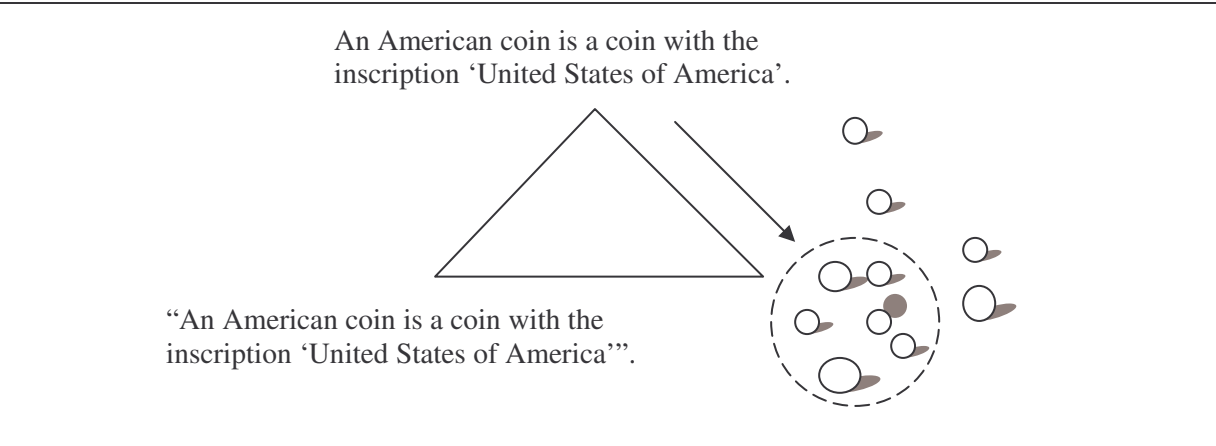 An American coin is a coin with the
inscription ‘United States of America’.
“An American coin is a coin with the
inscription ‘United States of America’”.